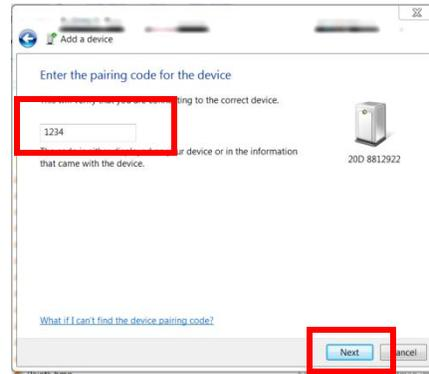 Add a device
Enter the pairing code for the device
ting to the correct device.
1234
ur device or in the information
that came with the device.
20D 8812922
What if I can't find the device pairing code?
Next
ancel